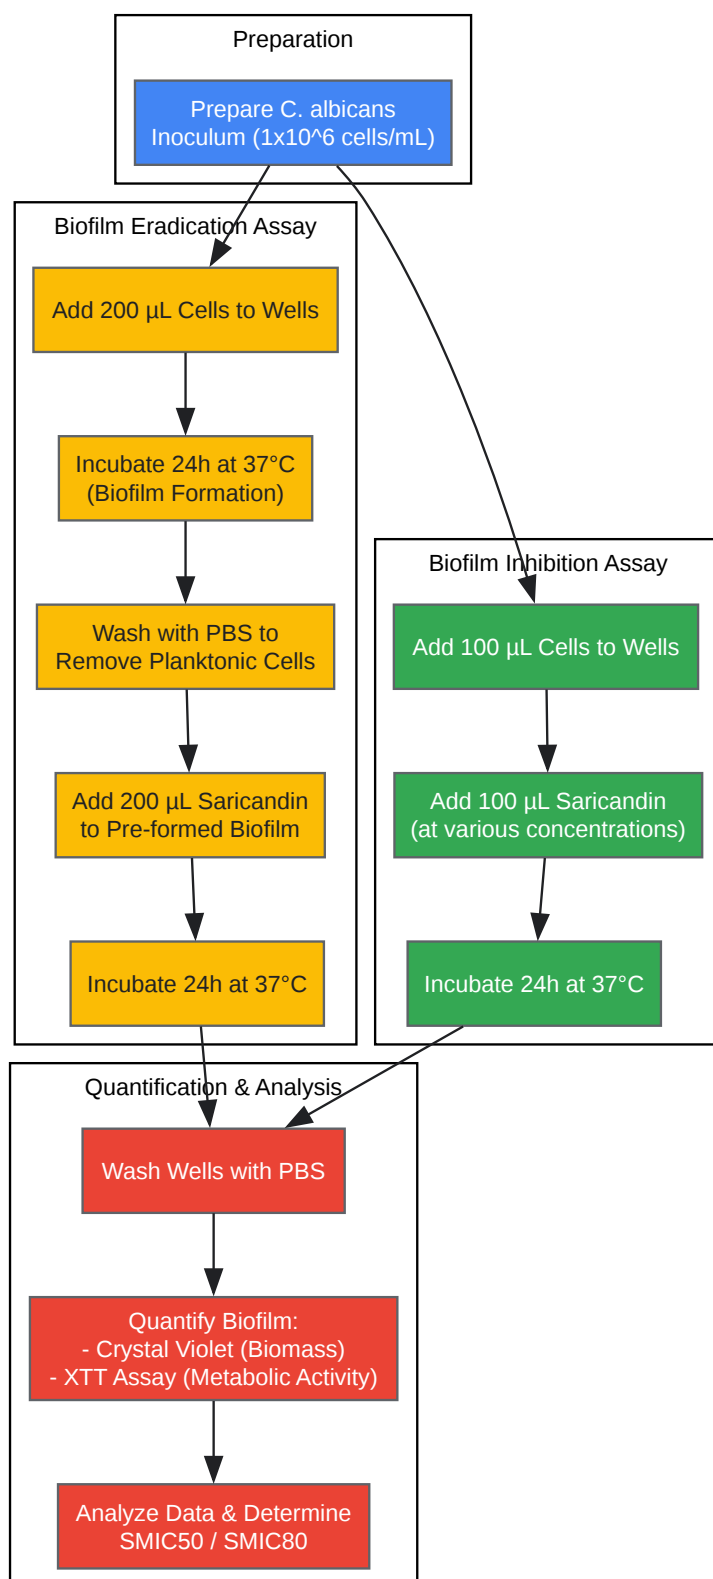 Preparation
Prepare C. albicans
Inoculum (1x10^6 cells/mL)
Biofilm Eradication Assay
Add 200 µL Cells to Wells
Incubate 24h at 37°C
(Biofilm Formation)
Wash with PBS to
Remove Planktonic Cells
Add 200 µL Saricandin
to Pre-formed Biofilm
Incubate 24h at 37°C
Biofilm Inhibition Assay
Add 100 µL Cells to Wells
Add 100 µL Saricandin
(at various concentrations)
Incubate 24h at 37°C
Quantification & Analysis
Wash Wells with PBS
Quantify Biofilm:
- Crystal Violet (Biomass)
- XTT Assay (Metabolic Activity)
Analyze Data & Determine
SMIC50 / SMIC80